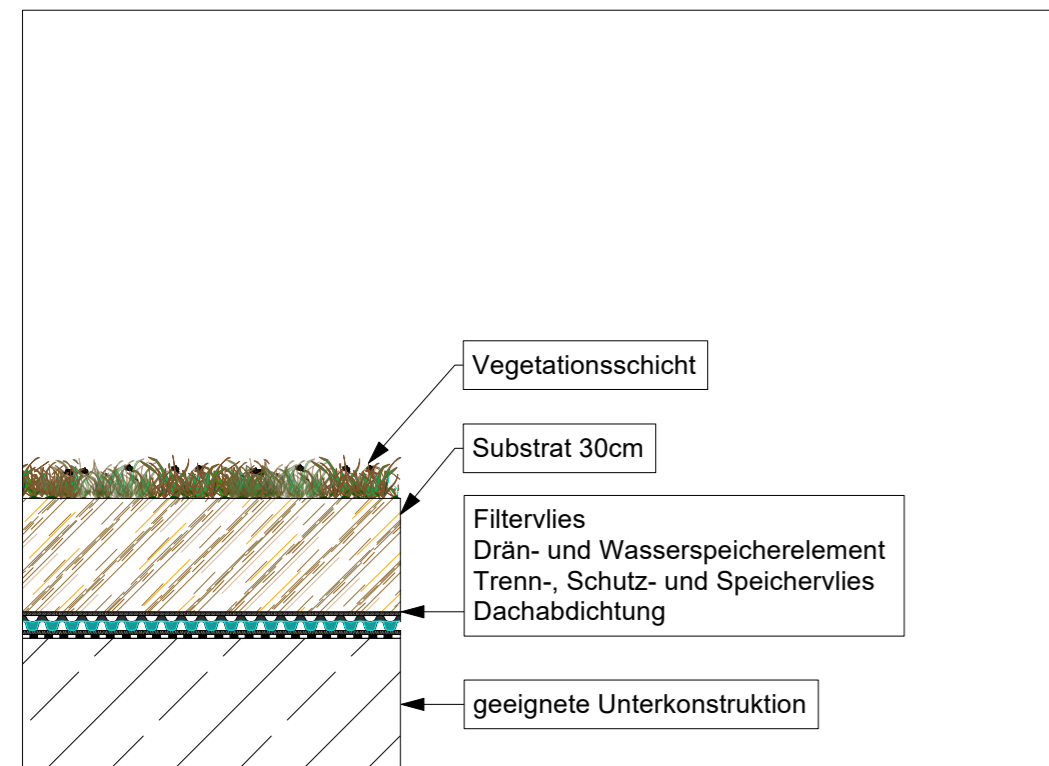 Vegetationsschicht
Substrat 30cm
Filtervlies
Drän- und Wasserspeicherelement
Trenn-, Schutz- und Speichervlies
Dachabdichtung
geeignete Unterkonstruktion